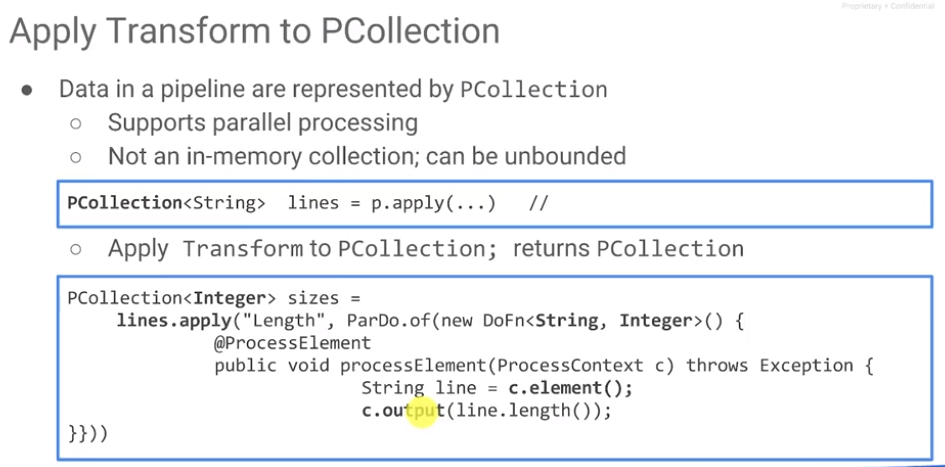 Proprietary + Confidential
Apply Transform to PCollection
● Data in a pipeline are represented by PCollection
○ Supports parallel processing
○ Not an in-memory collection; can be unbounded
PCollection<String> lines = p.apply(...) //
○ Apply Transform to PCollection; returns PCollection
PCollection<Integer> sizes =
lines.apply("Length", ParDo.of(new DoFn<String, Integer>() {
@ProcessElement
public void processElement(ProcessContext c) throws Exception {
String line = c.element();
c.output(line.length());
}}))